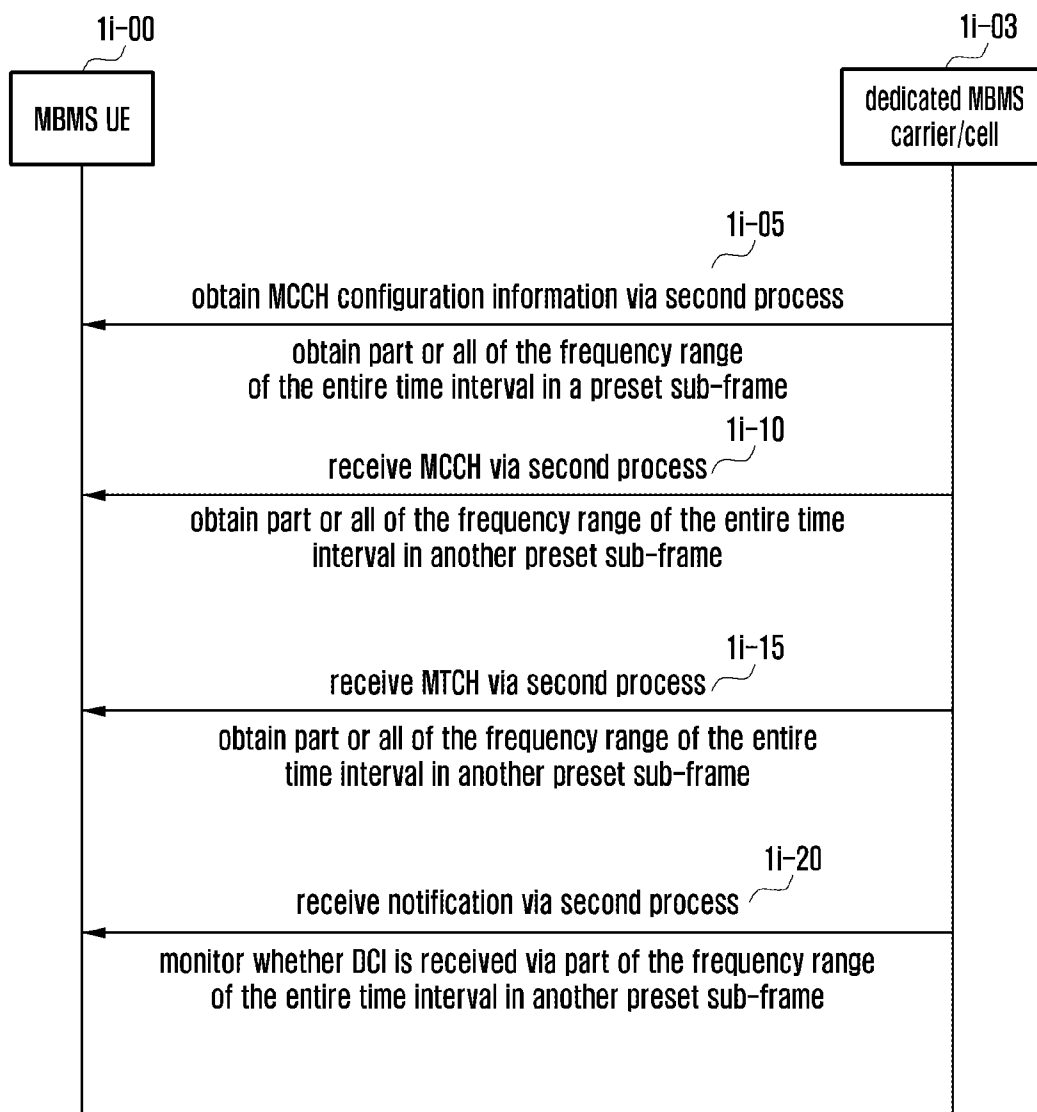 1i-00
1i-03
MBMS UE
dedicated MBMS
carrier/cell
1i-05
obtain MCCH configuration information via second process
obtain part or all of the frequency range
of the entire time interval in a preset sub-frame
1i-10
receive MCCH via second process
obtain part or all of the frequency range of the entire time
interval in another preset sub-frame
1i-15
receive MTCH via second process
obtain part or all of the frequency range of the entire
time interval in another preset sub-frame
1i-20
receive notification via second process
monitor whether DCI is received via part of the frequency range
of the entire time interval in another preset sub-frame